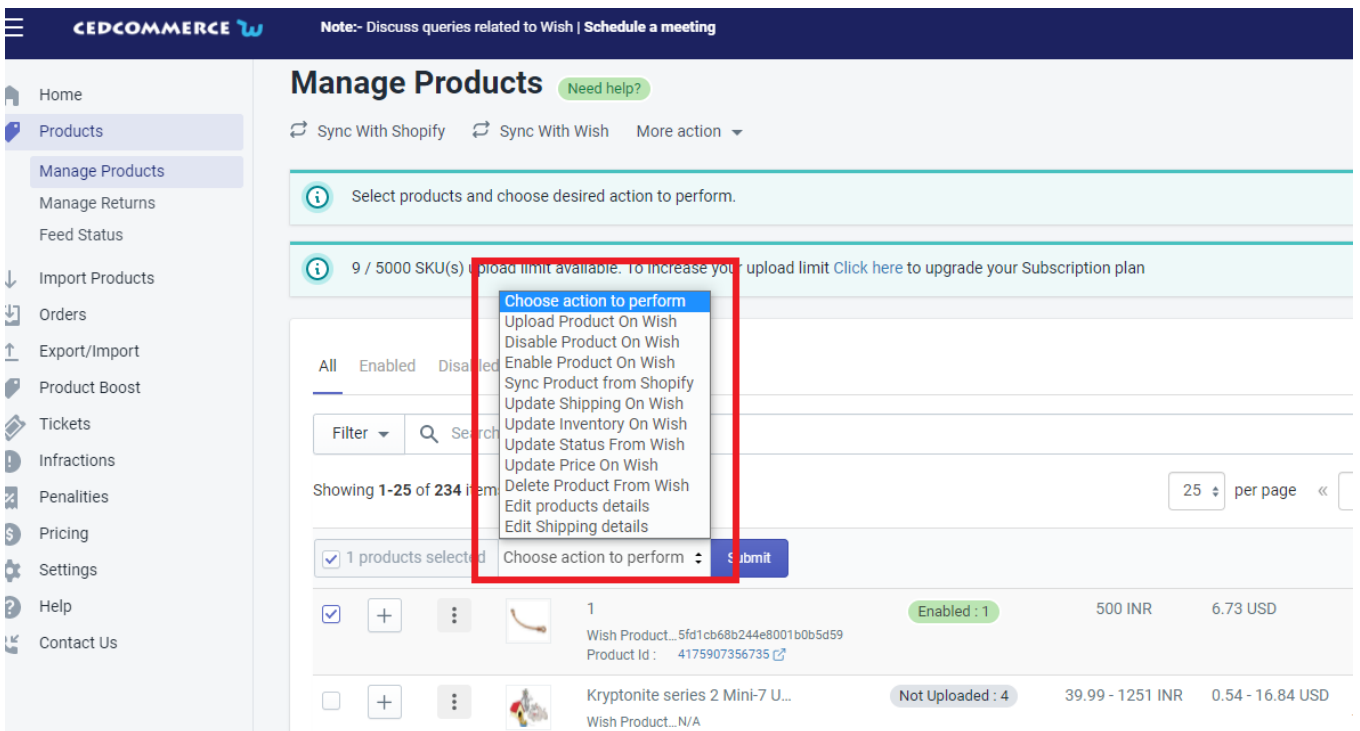 CEDCOMMERCE
Note:- Discuss queries related to Wish | Schedule a meeting
Home
Products
Manage Products
Manage Returns
Feed Status
Import Products
Orders
Export/Import
Product Boost
Tickets
Infractions
Penalities
Pricing
Settings
Help
Contact Us
Manage Products Need help?
Sync With Shopify Sync With Wish More action
Select products and choose desired action to perform.
9 / 5000 SKU(s) upload limit available. To increase your upload limit Click here to upgrade your Subscription plan
Choose action to perform
Upload Product On Wish
Disable Product On Wish
Enable Product On Wish
Sync Product from Shopify
Update Shipping On Wish
Update Inventory On Wish
Update Status From Wish
Update Price On Wish
Delete Product From Wish
Edit products details
Edit Shipping details
All Enabled Disabled
Filter Search
Showing 1-25 of 234 items
25 per page «
1 products selected Choose action to perform Submit
1 Enabled : 1 500 INR 6.73 USD
Wish Product... 5fd1cb68b244e8001b0b5d59
Product Id : 4175907356735
Kryptonite series 2 Mini-7 U... Not Uploaded : 4 39.99 - 1251 INR 0.54 - 16.84 USD
Wish Product... N/A